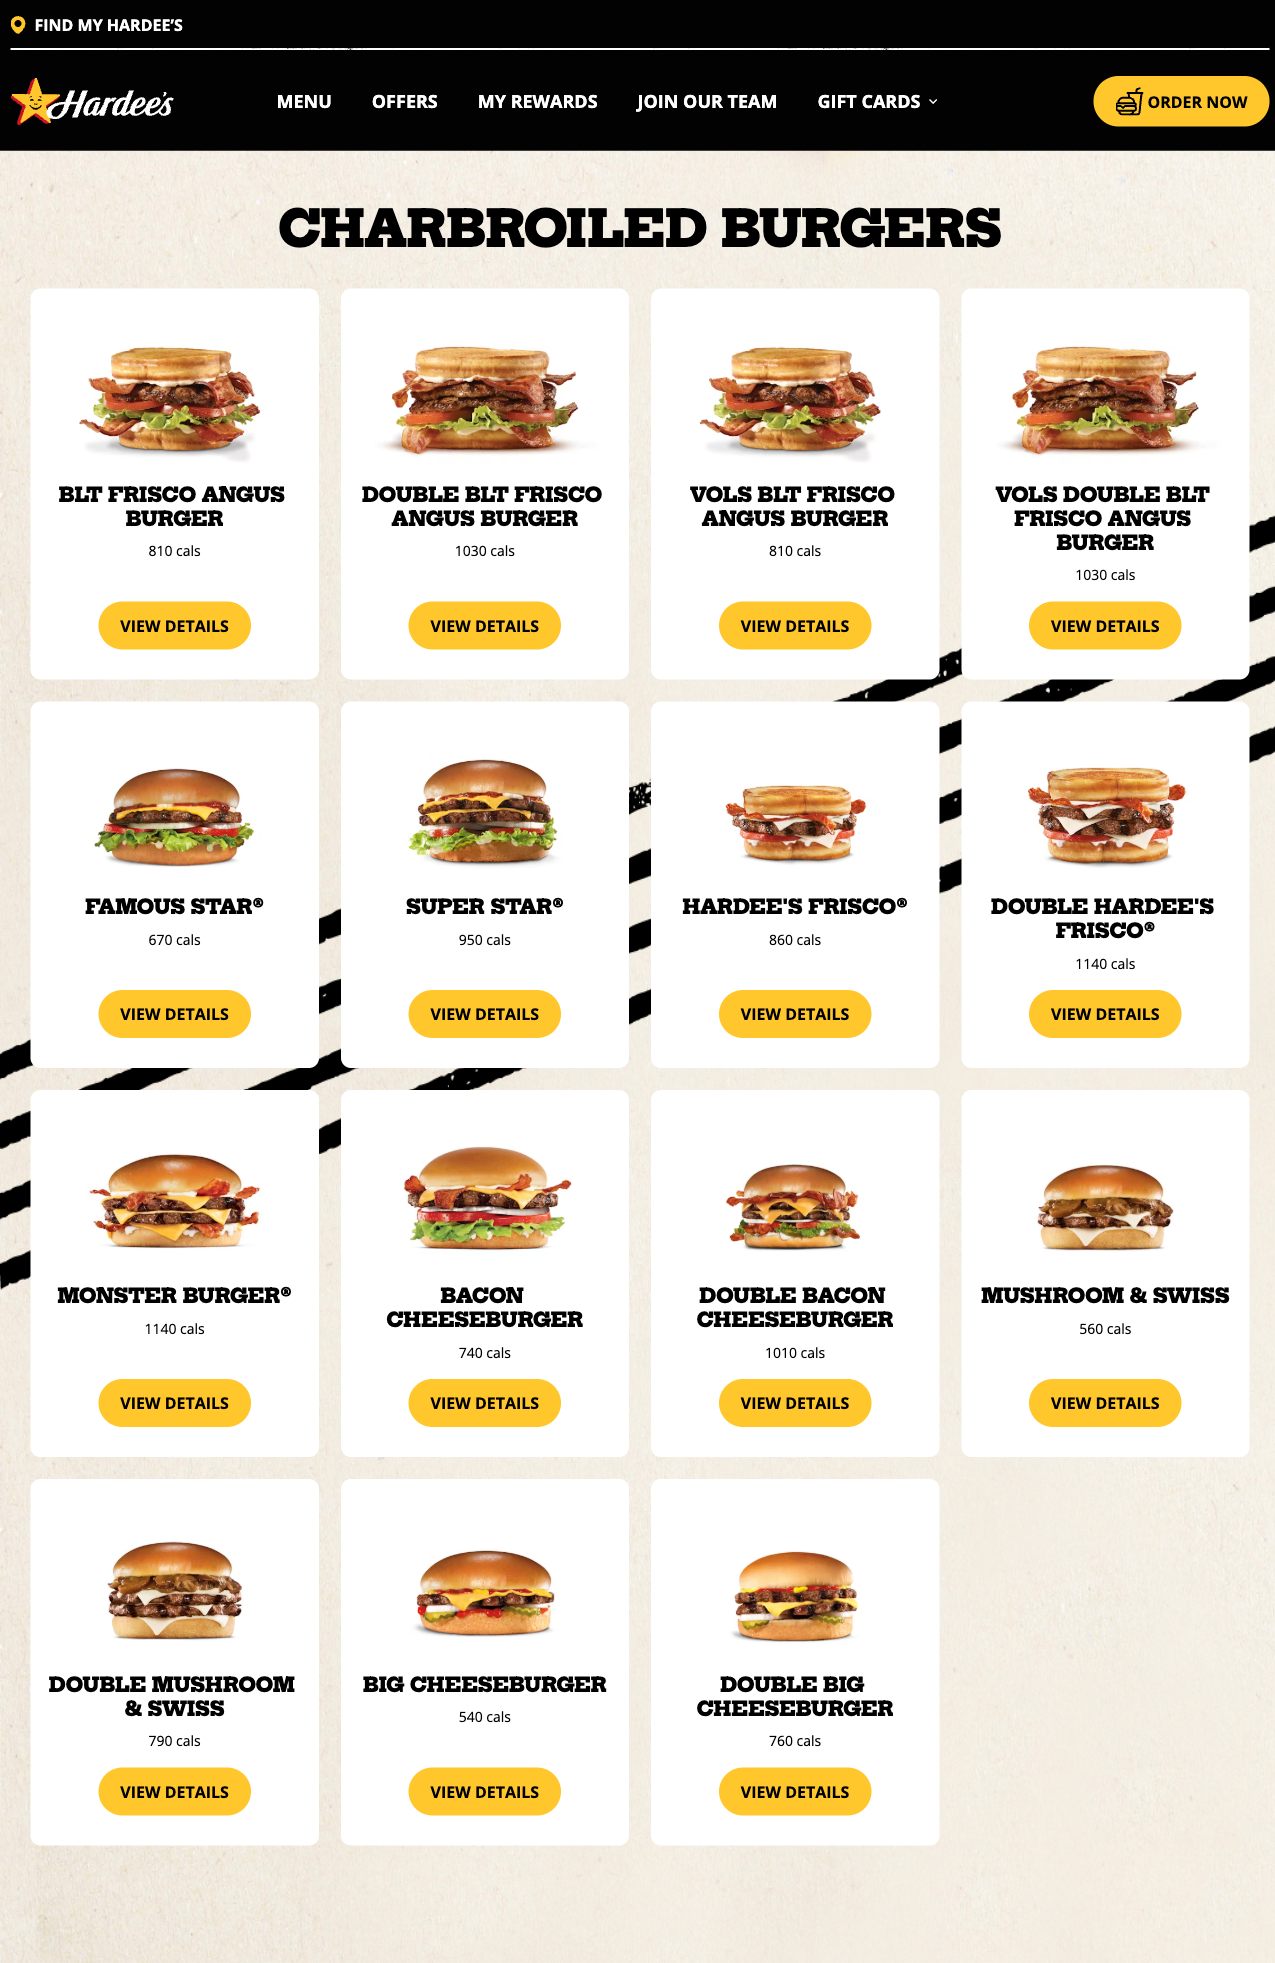 FIND MY HARDEE'S
Hardee's
MENU OFFERS MY REWARDS JOIN OUR TEAM GIFT CARDS
ORDER NOW
CHARBROILED BURGERS
BLT FRISCO ANGUS
BURGER
810 cals
VIEW DETAILS
DOUBLE BLT FRISCO
ANGUS BURGER
1030 cals
VIEW DETAILS
VOLS BLT FRISCO
ANGUS BURGER
810 cals
VIEW DETAILS
VOLS DOUBLE BLT
FRISCO ANGUS
BURGER
1030 cals
VIEW DETAILS
FAMOUS STAR®
670 cals
VIEW DETAILS
SUPER STAR®
950 cals
VIEW DETAILS
HARDEE'S FRISCO®
860 cals
VIEW DETAILS
DOUBLE HARDEE'S
FRISCO®
1140 cals
VIEW DETAILS
MONSTER BURGER®
1140 cals
VIEW DETAILS
BACON
CHEESEBURGER
740 cals
VIEW DETAILS
DOUBLE BACON
CHEESEBURGER
1010 cals
VIEW DETAILS
MUSHROOM & SWISS
560 cals
VIEW DETAILS
DOUBLE MUSHROOM
& SWISS
790 cals
VIEW DETAILS
BIG CHEESEBURGER
540 cals
VIEW DETAILS
DOUBLE BIG
CHEESEBURGER
760 cals
VIEW DETAILS